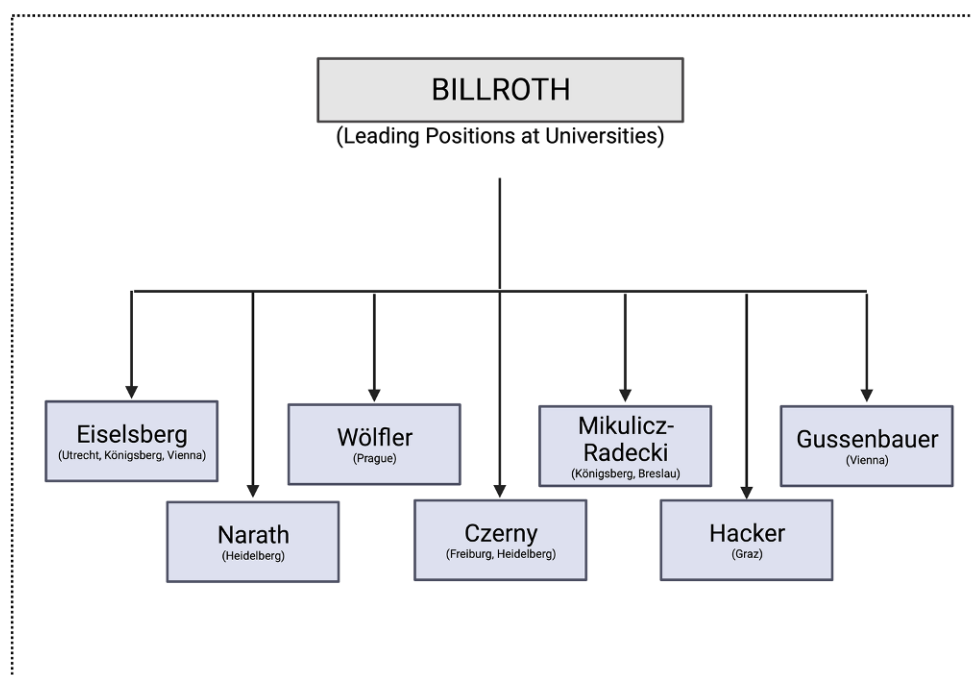 BILLROTH
(Leading Positions at Universities)
Eiselsberg
(Utrecht, Königsberg, Vienna)
Wölfler
(Prague)
Mikulicz-
Radecki
(Königsberg, Breslau)
Gussenbauer
(Vienna)
Narath
(Heidelberg)
Czerny
(Freiburg, Heidelberg)
Hacker
(Graz)